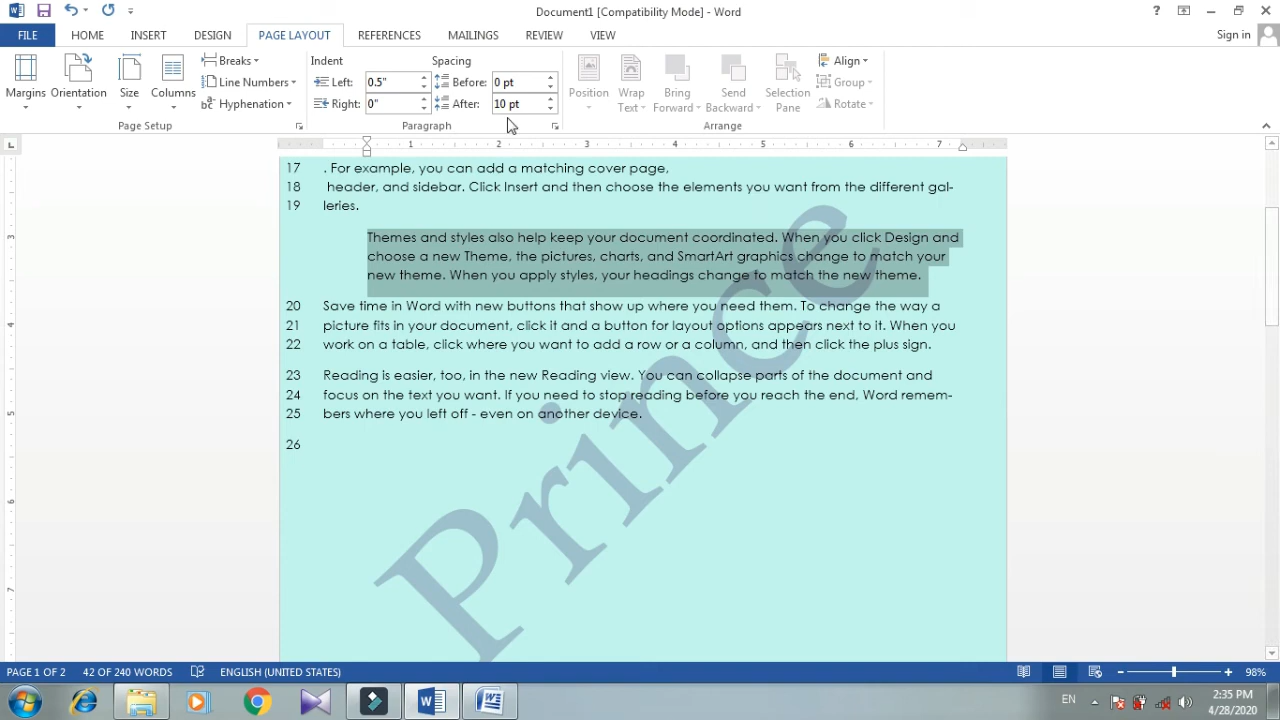 Document1 [Compatibility Mode] - Word
?
FILE HOME INSERT DESIGN PAGE LAYOUT REFERENCES MAILINGS REVIEW VIEW Sign in
Margins Orientation Size Columns
Breaks
Line Numbers
Hyphenation
Page Setup
Indent Spacing
Left: 0.5" Before: 0 pt
Right: 0" After: 10 pt
Paragraph
Position Wrap Text Bring Forward Send Backward Selection Pane
Align
Group
Rotate
Arrange
L 1 2 3 4 5 6 7
17 . For example, you can add a matching cover page,
18 header, and sidebar. Click Insert and then choose the elements you want from the different gal-
19 leries.
3
Themes and styles also help keep your document coordinated. When you click Design and
choose a new Theme, the pictures, charts, and SmartArt graphics change to match your
new theme. When you apply styles, your headings change to match the new theme.
20 Save time in Word with new buttons that show up where you need them. To change the way a
4
21 picture fits in your document, click it and a button for layout options appears next to it. When you
22 work on a table, click where you want to add a row or a column, and then click the plus sign.
23 Reading is easier, too, in the new Reading view. You can collapse parts of the document and
24 focus on the text you want. If you need to stop reading before you reach the end, Word remem-
25 bers where you left off - even on another device.
5
26
6
7
Prince
PAGE 1 OF 2 42 OF 240 WORDS ENGLISH (UNITED STATES) 98%
EN 2:35 PM
4/28/2020